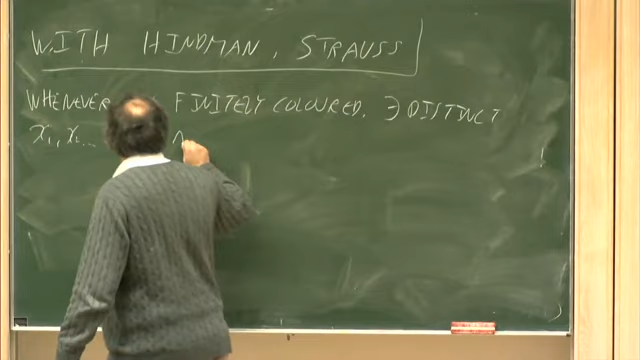 WITH HINDMAN, STRAUSS
WHENEVER FINITELY COLOURED, ∃ DISTINCT
x₁, x₂...